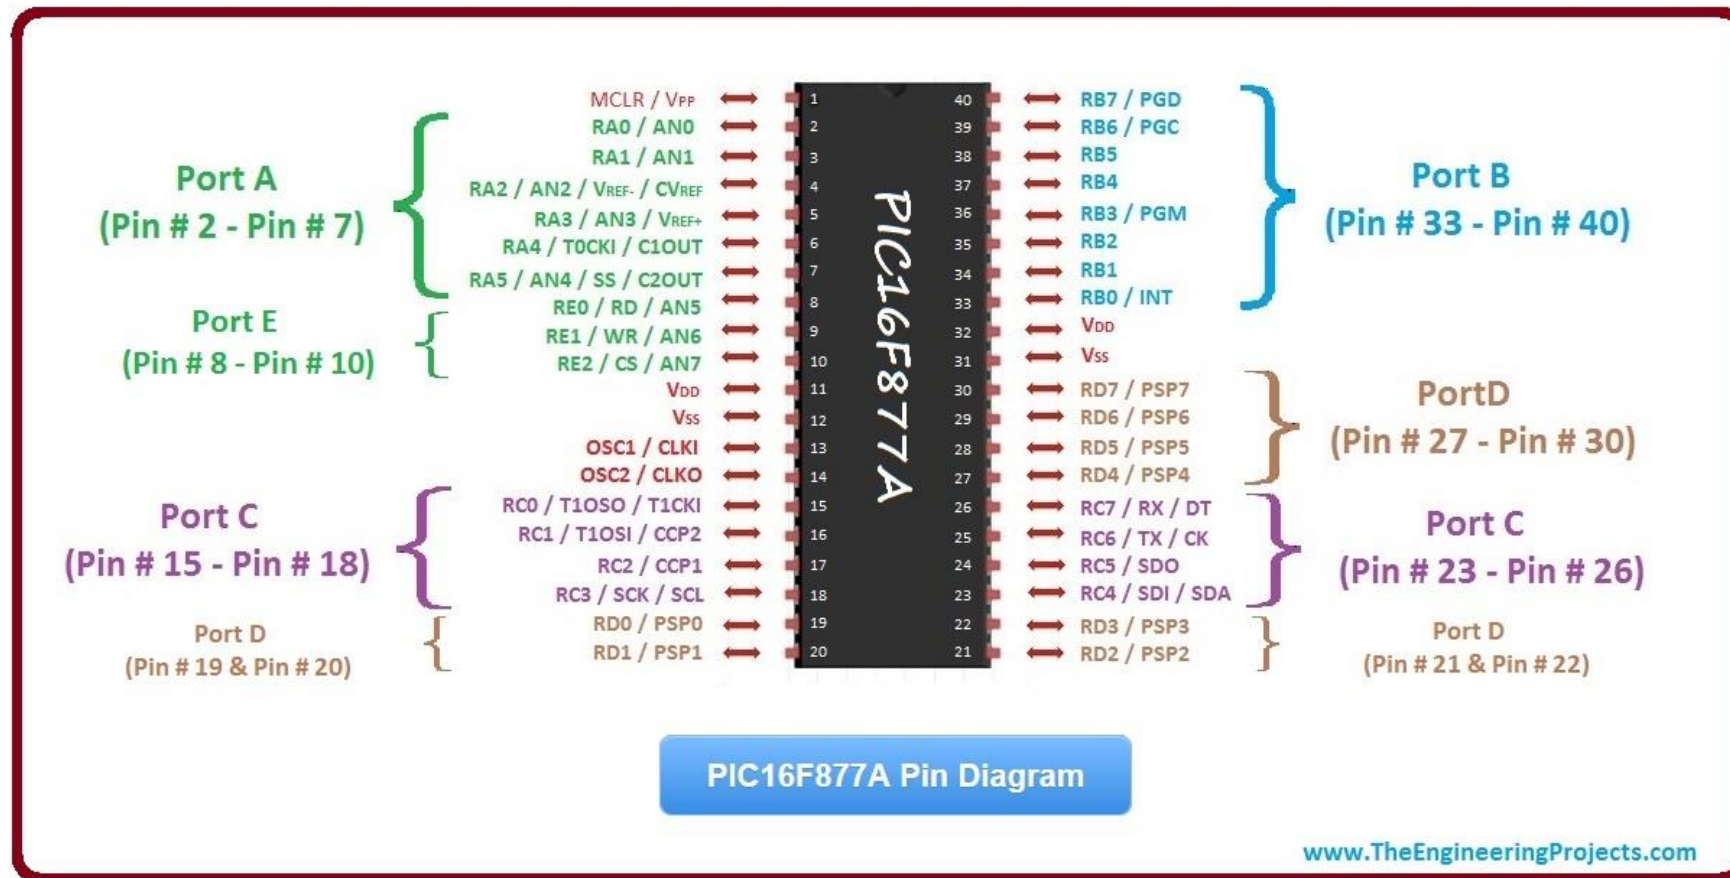 MCLR / VPP
RA0 / AN0
RA1 / AN1
RA2 / AN2 / VREF- / CVREF
RA3 / AN3 / VREF+
RA4 / T0CKI / C1OUT
RA5 / AN4 / SS / C2OUT
RE0 / RD / AN5
RE1 / WR / AN6
RE2 / CS / AN7
VDD
VSS
OSC1 / CLKI
OSC2 / CLKO
RC0 / T1OSO / T1CKI
RC1 / T1OSI / CCP2
RC2 / CCP1
RC3 / SCK / SCL
RD0 / PSP0
RD1 / PSP1
Port A
(Pin # 2 - Pin # 7)
Port E
(Pin # 8 - Pin # 10)
Port C
(Pin # 15 - Pin # 18)
Port D
(Pin # 19 & Pin # 20)
1
2
3
4
5
6
7
8
9
10
11
12
13
14
15
16
17
18
19
20
PIC16F877A
40
39
38
37
36
35
34
33
32
31
30
29
28
27
26
25
24
23
22
21
RB7 / PGD
RB6 / PGC
RB5
RB4
RB3 / PGM
RB2
RB1
RB0 / INT
VDD
VSS
RD7 / PSP7
RD6 / PSP6
RD5 / PSP5
RD4 / PSP4
RC7 / RX / DT
RC6 / TX / CK
RC5 / SDO
RC4 / SDI / SDA
RD3 / PSP3
RD2 / PSP2
Port B
(Pin # 33 - Pin # 40)
PortD
(Pin # 27 - Pin # 30)
Port C
(Pin # 23 - Pin # 26)
Port D
(Pin # 21 & Pin # 22)
PIC16F877A Pin Diagram
www.TheEngineeringProjects.com